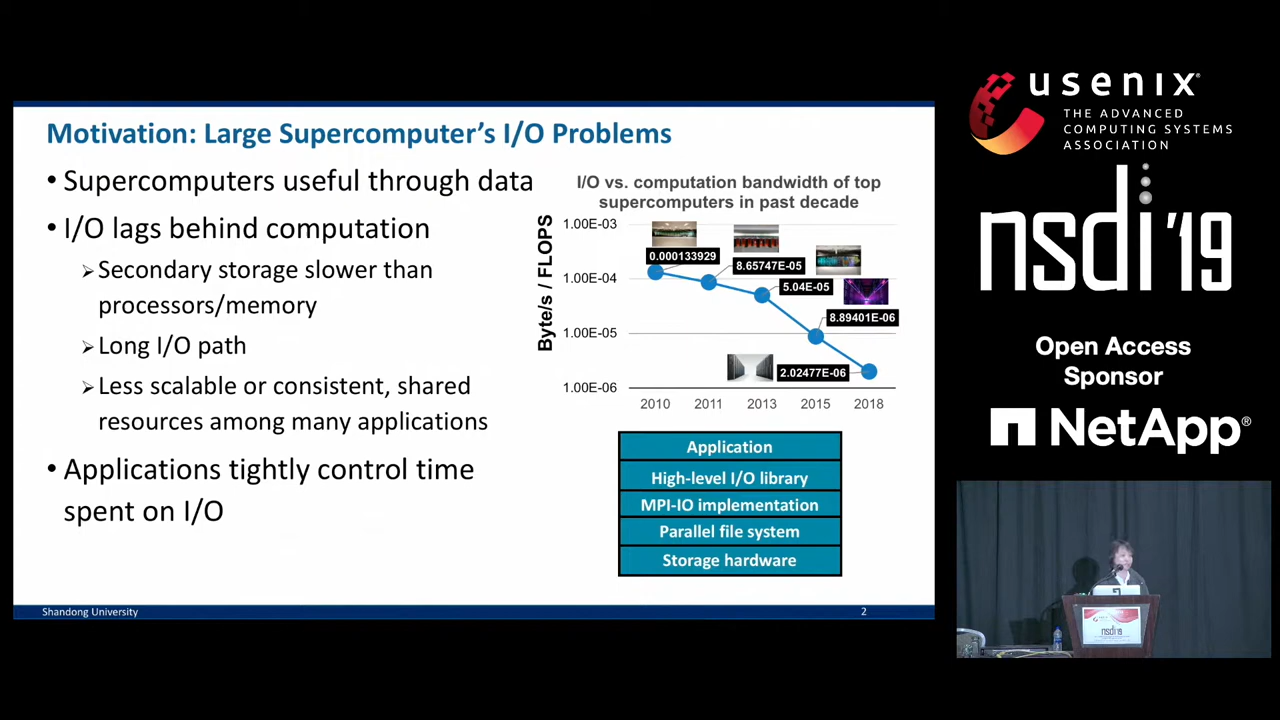 Motivation: Large Supercomputer's I/O Problems
• Supercomputers useful through data
• I/O lags behind computation
➢ Secondary storage slower than
processors/memory
➢ Long I/O path
➢ Less scalable or consistent, shared
resources among many applications
• Applications tightly control time
spent on I/O
I/O vs. computation bandwidth of top
supercomputers in past decade
Byte/s / FLOPS
1.00E-03
1.00E-04
1.00E-05
1.00E-06
0.000133929
8.65747E-05
5.04E-05
8.89401E-06
2.02477E-06
2010 2011 2013 2015 2018
Application
High-level I/O library
MPI-IO implementation
Parallel file system
Storage hardware
Shandong University
2
usenix®
THE ADVANCED
COMPUTING SYSTEMS
ASSOCIATION
nsdi '19
Open Access
Sponsor
NetApp®
nsdi'19